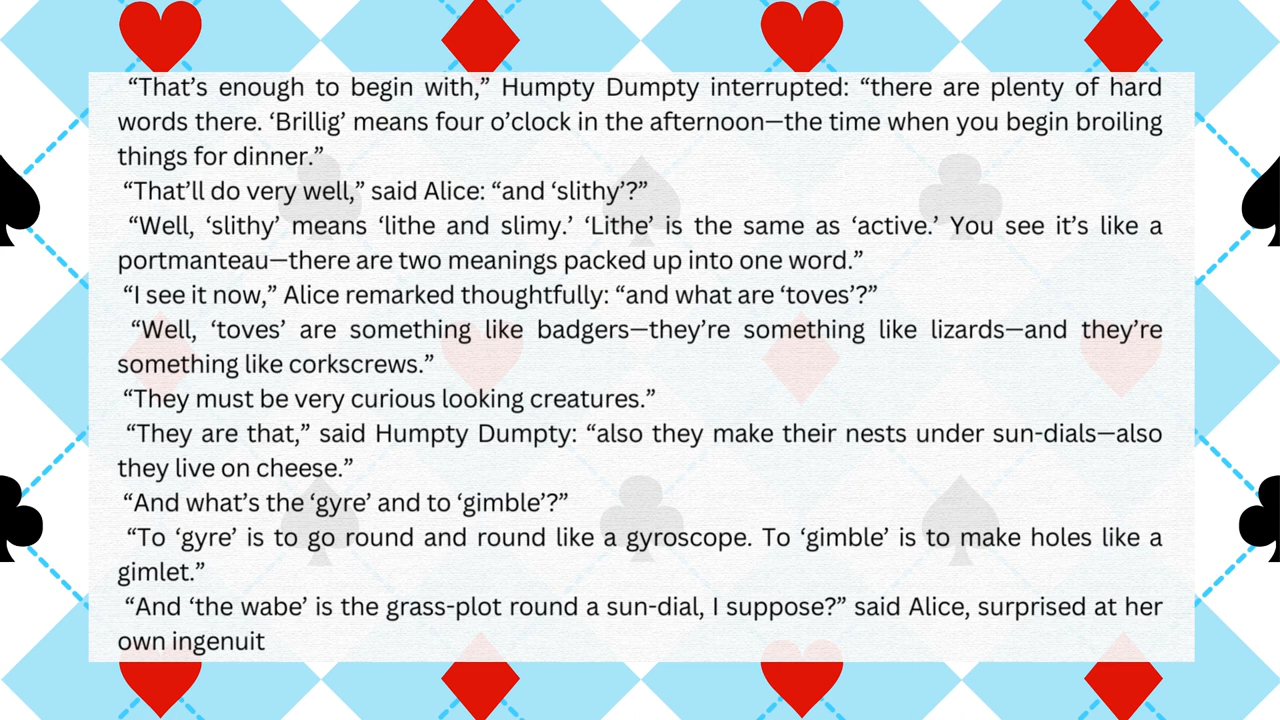 “That’s enough to begin with,” Humpty Dumpty interrupted: “there are plenty of hard
words there. ‘Brillig’ means four o’clock in the afternoon—the time when you begin broiling
things for dinner.”
“That’ll do very well,” said Alice: “and ‘slithy’?”
“Well, ‘slithy’ means ‘lithe and slimy.’ ‘Lithe’ is the same as ‘active.’ You see it’s like a
portmanteau—there are two meanings packed up into one word.”
“I see it now,” Alice remarked thoughtfully: “and what are ‘toves’?”
“Well, ‘toves’ are something like badgers—they’re something like lizards—and they’re
something like corkscrews.”
“They must be very curious looking creatures.”
“They are that,” said Humpty Dumpty: “also they make their nests under sun-dials—also
they live on cheese.”
“And what’s the ‘gyre’ and to ‘gimble’?”
“To ‘gyre’ is to go round and round like a gyroscope. To ‘gimble’ is to make holes like a
gimlet.”
“And ‘the wabe’ is the grass-plot round a sun-dial, I suppose?” said Alice, surprised at her
own ingenuit